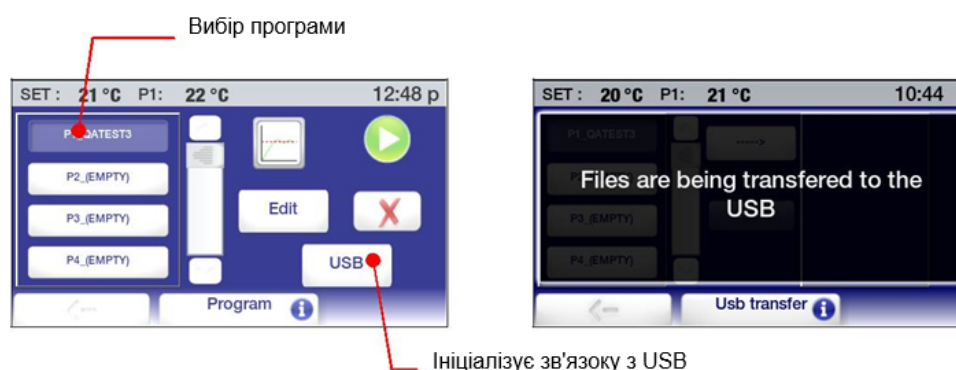 Вибір програми
SET : 21 °C P1: 22 °C 12:48 p
P1_QATEST3
P2_(EMPTY)
P3_(EMPTY)
P4_(EMPTY)
Edit
USB
Program
SET : 20 °C P1: 21 °C 10:44
P1_QATEST3
P3_(EMPTY)
P4_(EMPTY)
Files are being transfered to the
USB
Usb transfer
Ініціалізує зв'язоку з USB